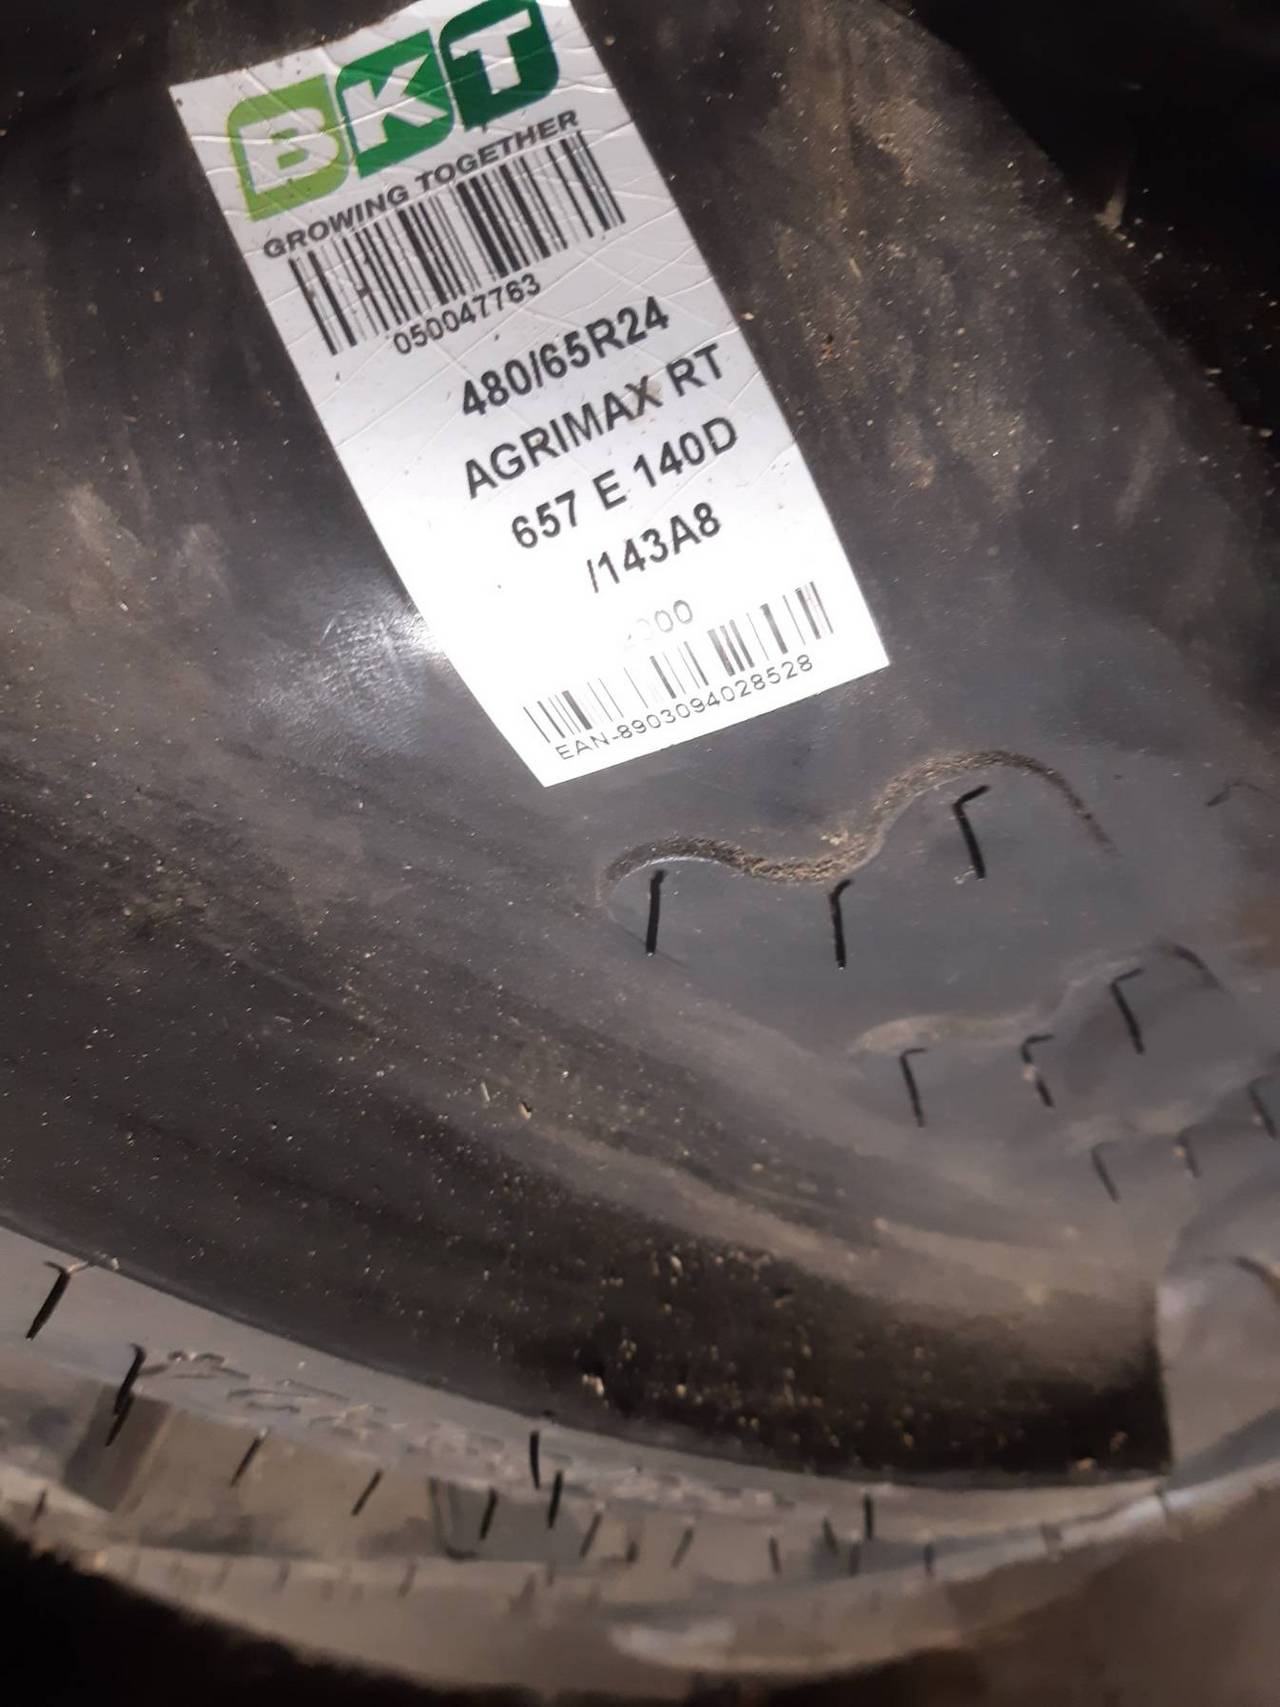 BKT
GROWING TOGETHER
050047763
480/65R24
AGRIMAX RT
657 E 140D
/143A8
EAN-8903094028528